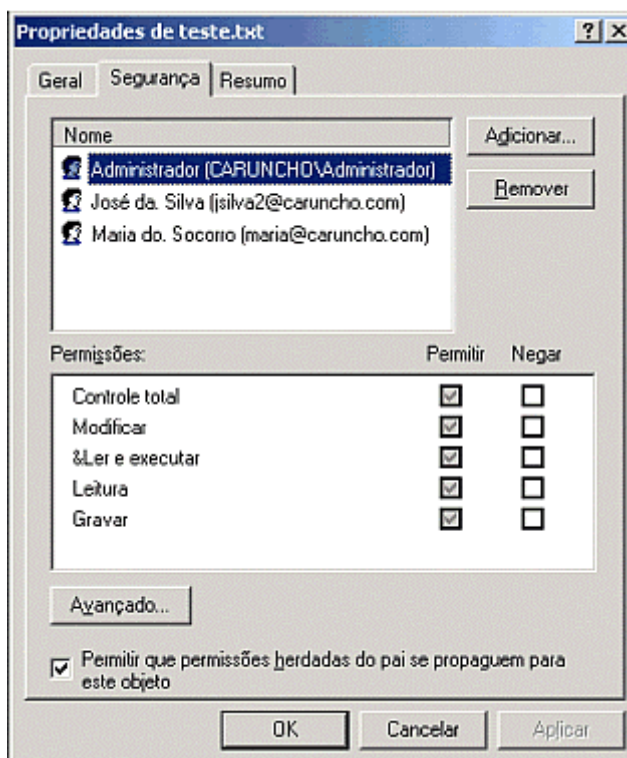 Propriedades de teste.txt
Geral Segurança Resumo
Nome
Adicionar...
Administrador (CARUNCHO\Administrador)
Remover
José da. Silva (jsilva2@caruncho.com)
Maria do. Socorro (maria@caruncho.com)
Permissões: Permitir Negar
Controle total
Modificar
&Ler e executar
Leitura
Gravar
Avançado...
Permitir que permissões herdadas do pai se propaguem para
este objeto
OK Cancelar Aplicar